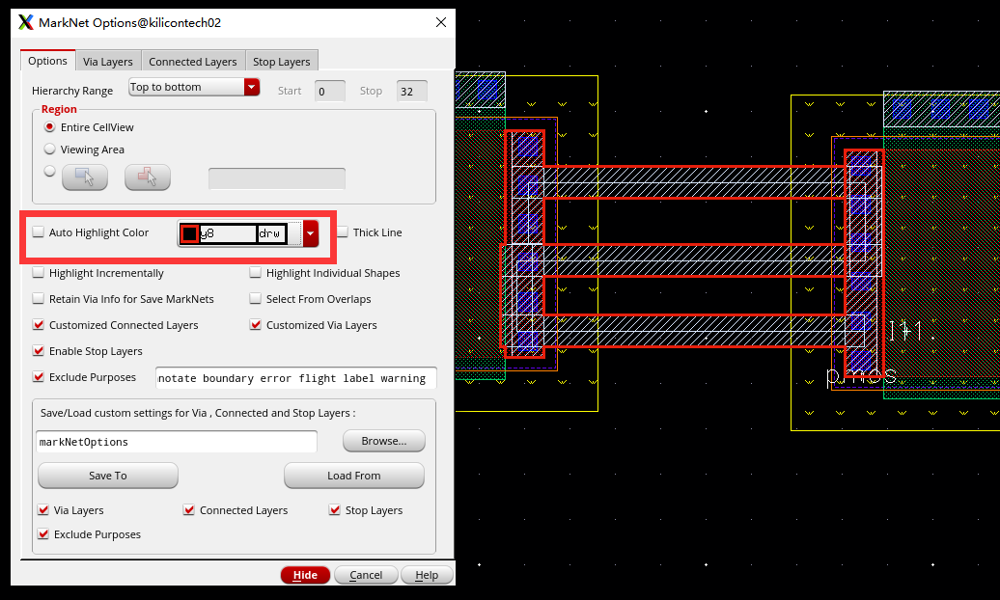 MarkNet Options@kilicontech02
Options Via Layers Connected Layers Stop Layers
Hierarchy Range Top to bottom Start 0 Stop 32
Region
Entire CellView
Viewing Area
Auto Highlight Color y8 drw Thick Line
Highlight Incrementally Highlight Individual Shapes
Retain Via Info for Save MarkNets Select From Overlaps
Customized Connected Layers Customized Via Layers
Enable Stop Layers
Exclude Purposes notate boundary error flight label warning
Save/Load custom settings for Via , Connected and Stop Layers :
markNetOptions Browse...
Save To Load From
Via Layers Connected Layers Stop Layers
Exclude Purposes
Hide Cancel Help
pmos